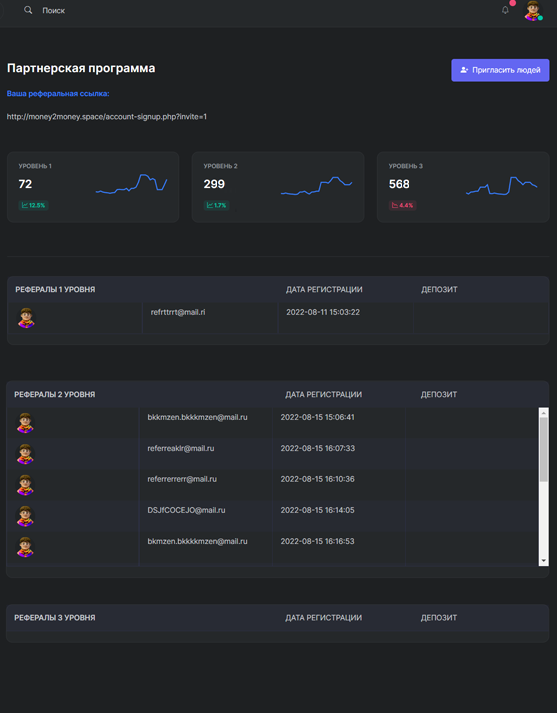 Поиск
Партнерская программа
Пригласить людей
Ваша реферальная ссылка:
http://money2money.space/account-signup.php?invite=1
УРОВЕНЬ 1
72
12.5%
УРОВЕНЬ 2
299
1.7%
УРОВЕНЬ 3
568
4.4%
РЕФЕРАЛЫ 1 УРОВНЯ ДАТА РЕГИСТРАЦИИ ДЕПОЗИТ
refrttrrt@mail.rl 2022-08-11 15:03:22
РЕФЕРАЛЫ 2 УРОВНЯ ДАТА РЕГИСТРАЦИИ ДЕПОЗИТ
bkkmzen.bkkkkmzen@mail.ru 2022-08-15 15:06:41
referreaklr@mail.ru 2022-08-15 16:07:33
referrerrerr@mail.ru 2022-08-15 16:10:36
DSJfCOCEJO@mail.ru 2022-08-15 16:14:05
bkmzen.bkkkkmzen@mail.ru 2022-08-15 16:16:53
РЕФЕРАЛЫ 3 УРОВНЯ ДАТА РЕГИСТРАЦИИ ДЕПОЗИТ